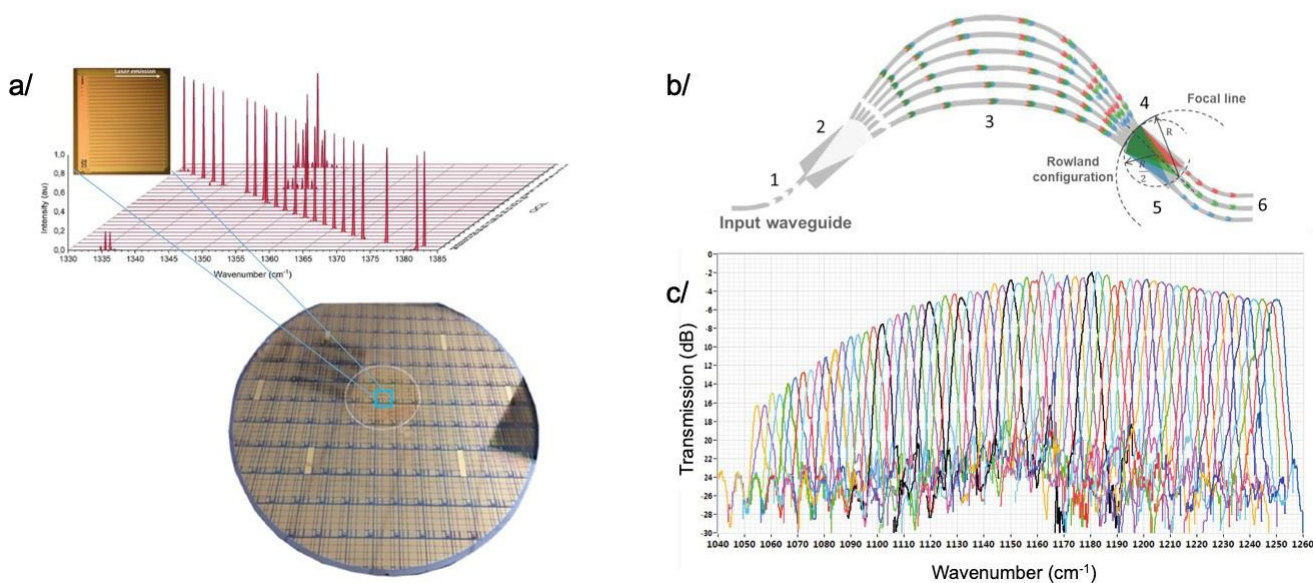 a/
Laser emission
Intensity (au)
1,0
0,8
0,6
0,4
0,2
0,0
1330 1335 1340 1345 1350 1355 1360 1365 1370 1375 1380 1385
Wavenumber (cm⁻¹)
QCL
b/
1
2
3
4
5
6
Input waveguide
Rowland
configuration
Focal line
R
R
2
c/
Transmission (dB)
0
-2
-4
-6
-8
-10
-12
-14
-16
-18
-20
22
24
-26
-28
-30
1040 1050 1060 1070 1080 1090 1100 1110 1120 1130 1140 1150 1160 1170 1180 1190 1200 1210 1220 1230 1240 1250 1260
Wavenumber (cm⁻¹)